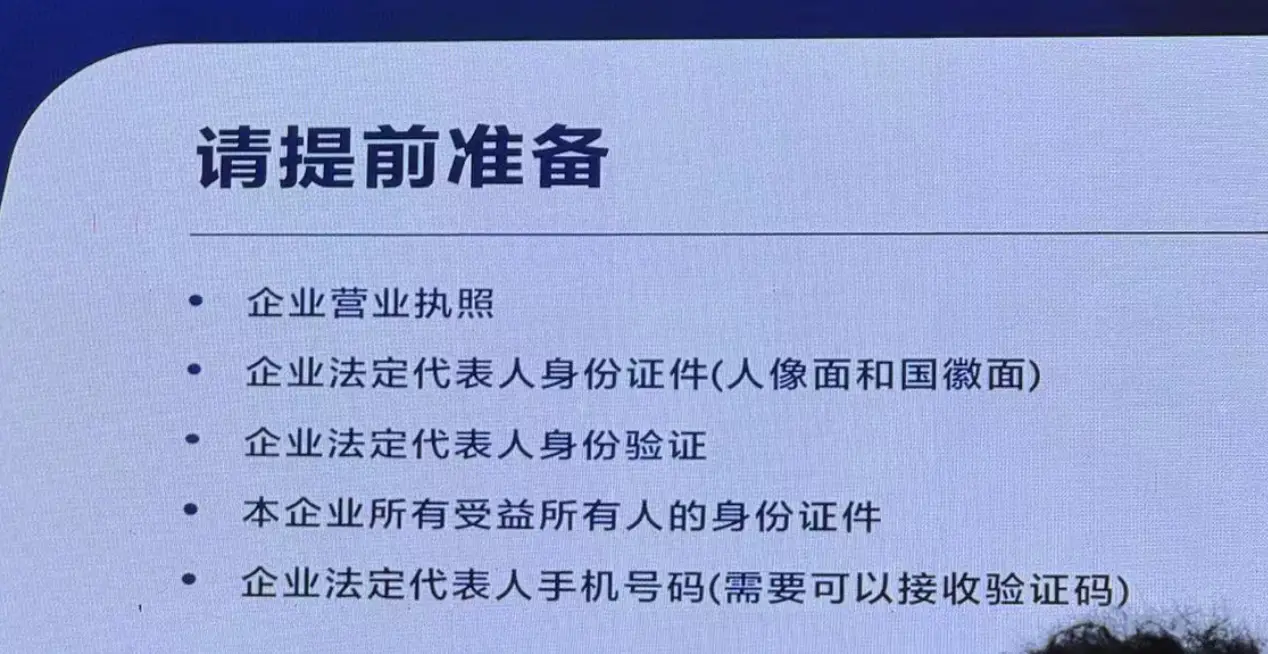 请提前准备
• 企业营业执照
• 企业法定代表人身份证件(人像面和国徽面)
• 企业法定代表人身份验证
• 本企业所有受益所有人的身份证件
• 企业法定代表人手机号码(需要可以接收验证码)